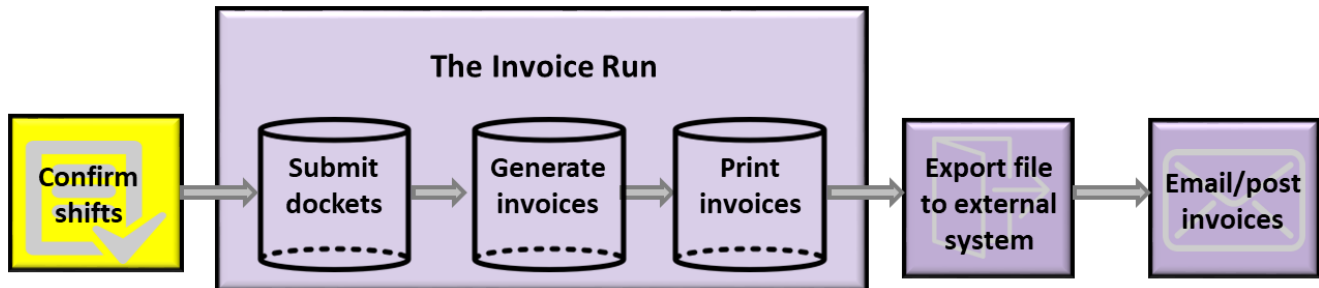 The Invoice Run
Confirm
shifts
Submit
dockets
Generate
invoices
Print
invoices
Export file
to external
system
Email/post
invoices